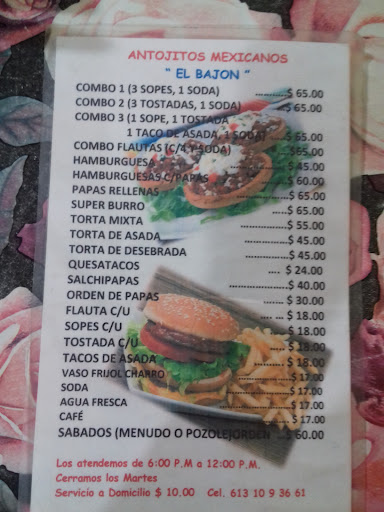 ANTOJITOS MEXICANOS
" EL BAJON "
COMBO 1 (3 SOPES, 1 SODA) ...........$ 65.00
COMBO 2 (3 TOSTADAS, 1 SODA) ....$ 65.00
COMBO 3 (1 SOPE, 1 TOSTADA
1 TACO DE ASADA, 1 SODA) .....$ 65.00
COMBO FLAUTAS (C/4 Y SODA) $65.00
HAMBURGUESA ..... $ 45.00
HAMBURGUESAS C/PAPAS ..... $ 60.00
PAPAS RELLENAS ....... $ 65.00
SUPER BURRO ..... $ 65.00
TORTA MIXTA ............ $ 55.00
TORTA DE ASADA ........... $ 45.00
TORTA DE DESEBRADA ........... $ 45.00
QUESATACOS .... $ 24.00
SALCHIPAPAS ............ $ 40.00
ORDEN DE PAPAS ...... $ 30.00
FLAUTA C/U .... ... $ 18.00
SOPES C/U ..... $ 18.00
TOSTADA C/U ..... $ 18.00
TACOS DE ASADA ........ $ 18.00
VASO FRIJOL CHARRO ......... $ 17.00
SODA .........$ 17.00
AGUA FRESCA ........$ 17.00
CAFÉ ....$ 17.00
SABADOS (MENUDO O POZOLE)ORDEN ...$ 60.00
Los atendemos de 6:00 P.M a 12:00 P.M.
Cerramos los Martes
Servicio a Domicilio $ 10.00 Cel. 613 10 9 36 61